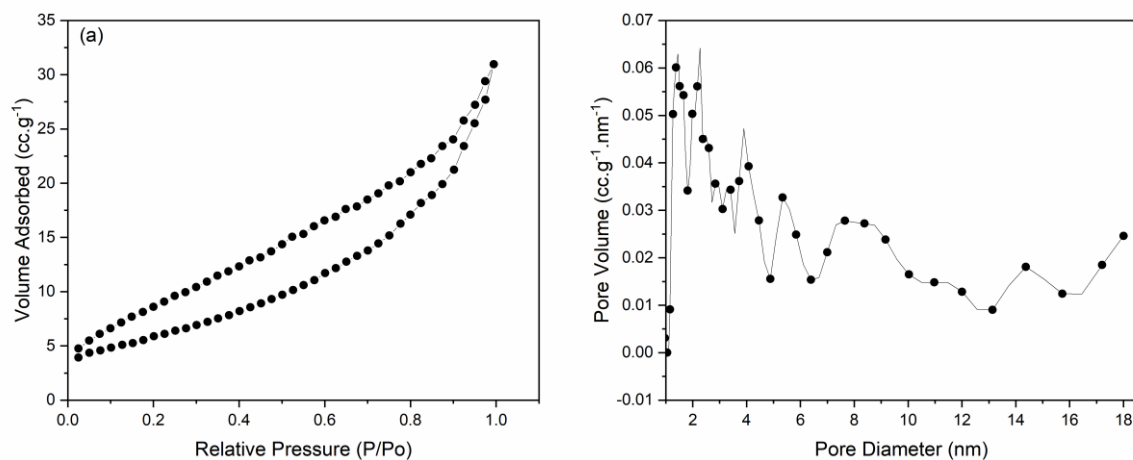 (a)
Volume Adsorbed (cc.g⁻¹)
35
30
25
20
15
10
5
0
0.0 0.2 0.4 0.6 0.8 1.0
Relative Pressure (P/Po)
Pore Volume (cc.g⁻¹.nm⁻¹)
0.07
0.06
0.05
0.04
0.03
0.02
0.01
0.00
-0.01
2 4 6 8 10 12 14 16 18
Pore Diameter (nm)